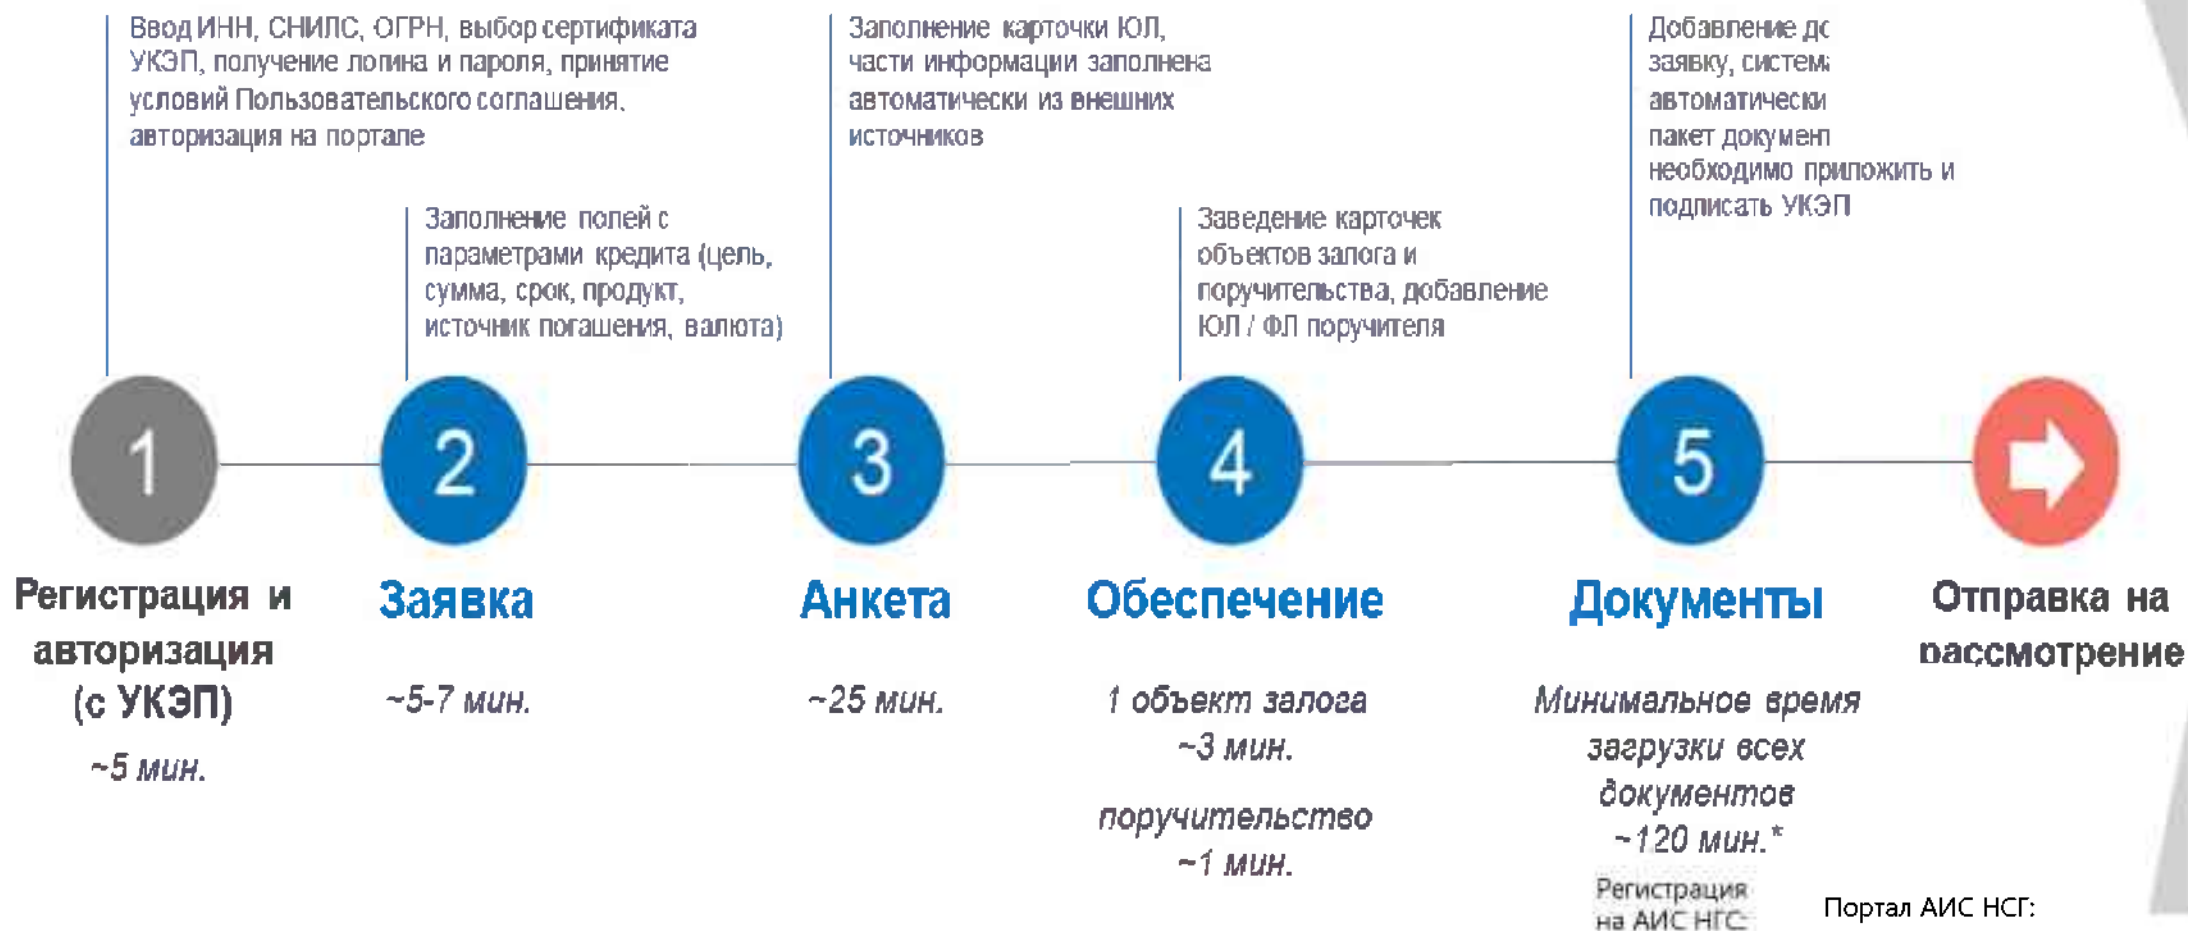 Ввод ИНН, СНИЛС, ОГРН, выбор сертификата
УКЭП, получение логина и пароля, принятие
условий Пользовательского соглашения,
авторизация на портале
Заполнение полей с
параметрами кредита (цель,
сумма, срок, продукт,
источник погашения, валюта)
Заполнение карточки ЮЛ,
части информации заполнена
автоматически из внешних
источников
Заведение карточек
объектов залога и
поручительства, добавление
ЮЛ / ФЛ поручителя
Добавление
заявку,
автоматически
пакет
необходимо приложить и
подписать УКЭП
1
2
3
4
5
Регистрация и
авторизация
(с УКЭП)
~5 мин.
Заявка
~5-7 мин.
Анкета
~25 мин.
Обеспечение
1 объект залога
~3 мин.
поручительство
~1 мин.
Документы
Минимальное время
загрузки всех
документов
~120 мин.*
Отправка на
рассмотрение
Регистрация
на АИС НГС:
Портал АИС НСГ: